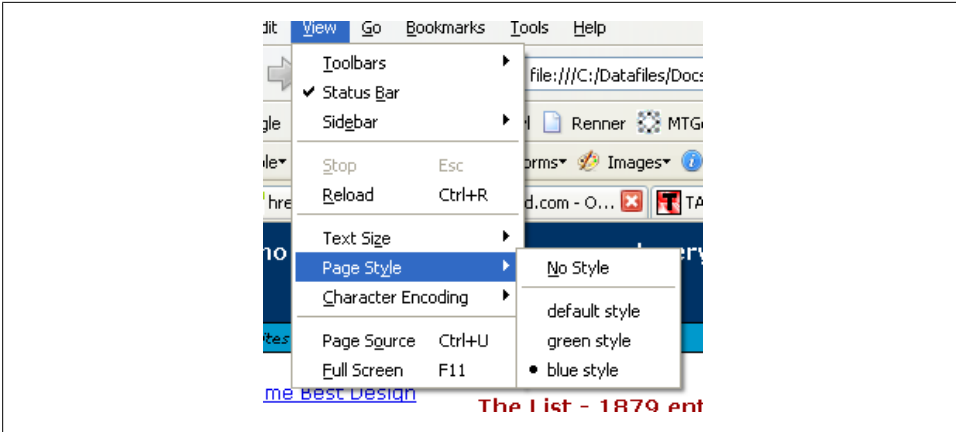 View Go Bookmarks Tools Help
Toolbars
file:///C:/Datafiles/Docs
Status Bar
Sidebar
Renner MTG
Stop Esc
Images
Reload Ctrl+R
d.com - O... TA
Text Size
Page Style
No Style
Character Encoding
default style
Page Source Ctrl+U
green style
Full Screen F11
blue style
me Best Design
The List - 1879 ent